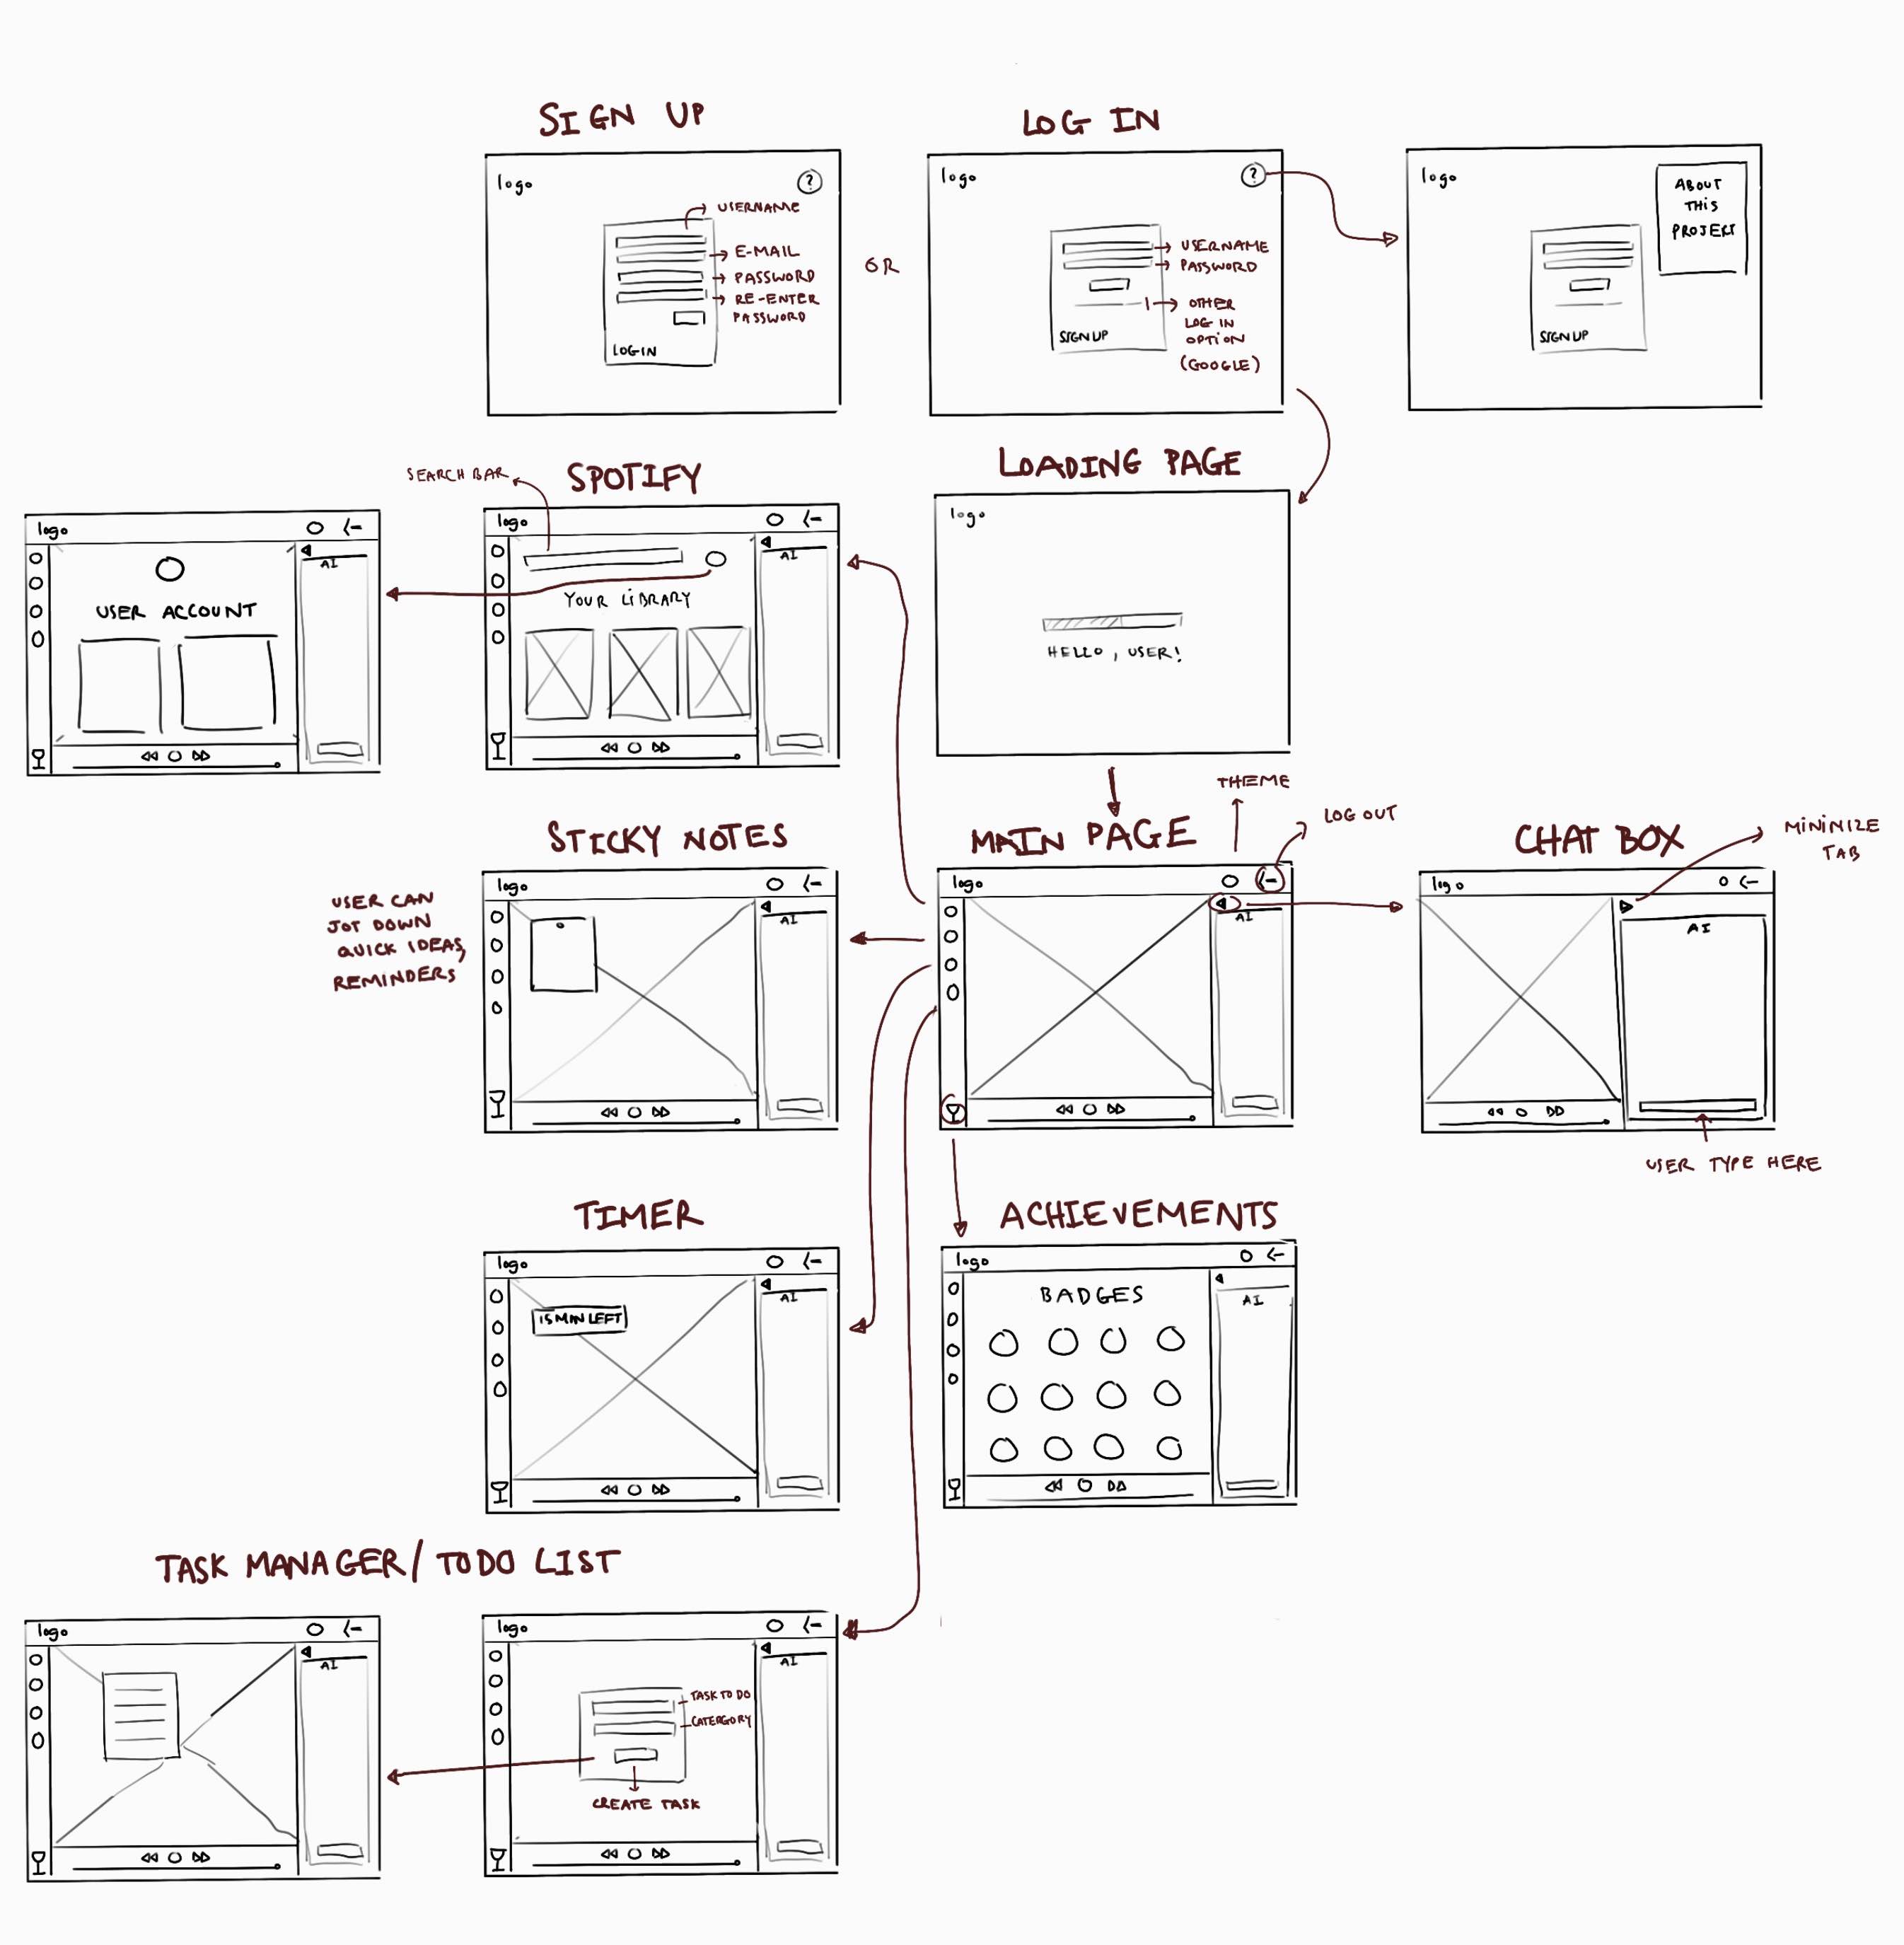 SIGN UP
logo
?
USERNAME
E-MAIL
PASSWORD
RE-ENTER
PASSWORD
LOGIN
OR
LOG IN
logo
?
USERNAME
PASSWORD
OTHER
LOG IN
OPTION
(GOOGLE)
SIGN UP
logo
ABOUT
THIS
PROJEKT
SIGN UP
logo
AI
USER ACCOUNT
SEARCH BAR
SPOTIFY
logo
AI
YOUR LIBRARY
LOADING PAGE
logo
HELLO, USER!
STICKY NOTES
USER CAN
JOT DOWN
QUICK IDEAS,
REMINDERS
logo
AI
MAIN PAGE
THEME
LOG OUT
logo
AI
CHAT BOX
MINIMIZE
TAB
logo
AI
USER TYPE HERE
TIMER
logo
AI
15 MIN LEFT
ACHIEVEMENTS
logo
BADGES
AI
TASK MANAGER/TODO LIST
logo
AI
logo
AI
TASK TO DO
CATERGORY
CREATE TASK